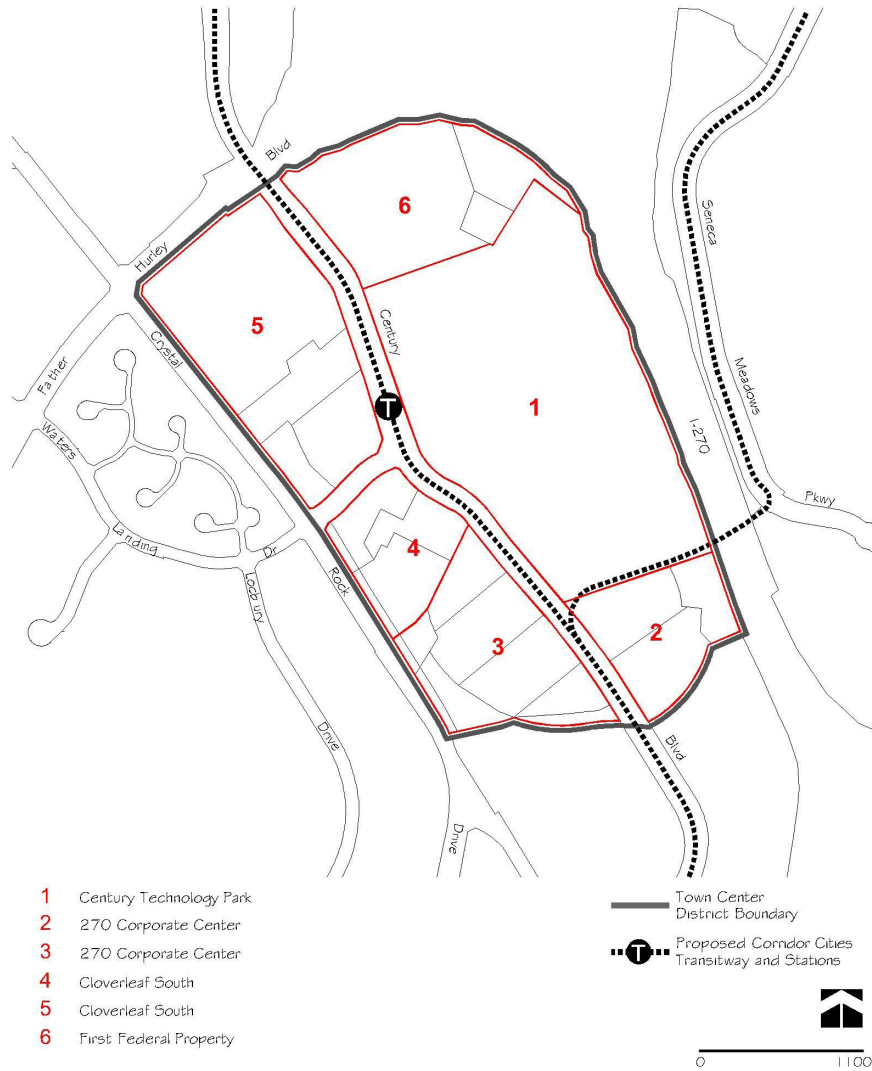 Blvd
Hurley
6
Seneca
5
Century
Crystal
Father
1
Meadows
I-270
Waters
Pkwy
T
Landing
Dr
4
Rock
Locbury
3
2
Drive
Blvd
Drive
1 Century Technology Park
2 270 Corporate Center
3 270 Corporate Center
4 Cloverleaf South
5 Cloverleaf South
6 First Federal Property
Town Center
District Boundary
T Proposed Corridor Cities
Transitway and Stations
0 1100